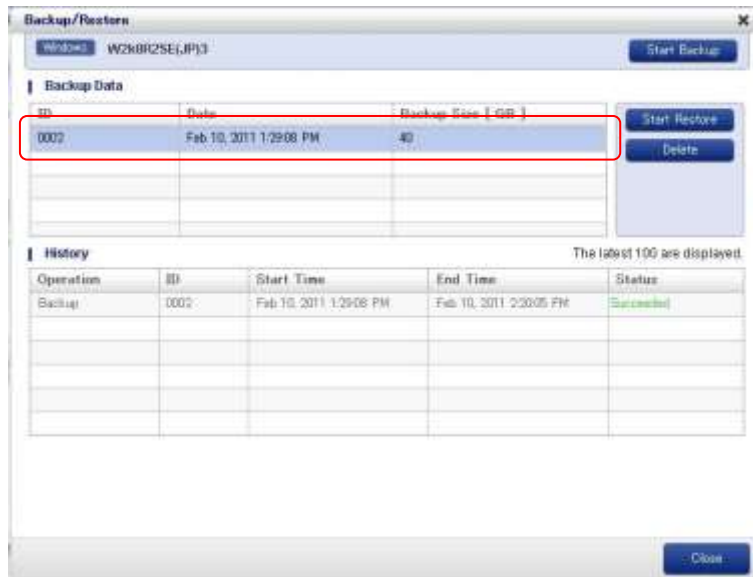 Backup/Restore
Windows W2k8R2SE(JP)3 Start Backup
Backup Data
ID Date Backup Size [ GB ]
0002 Feb 10, 2011 1:29:08 PM 40
Start Restore
Delete
History The latest 100 are displayed.
Operation ID Start Time End Time Status
Backup 0002 Feb 10, 2011 1:29:08 PM Feb 10, 2011 2:20:05 PM Succeeded
Close